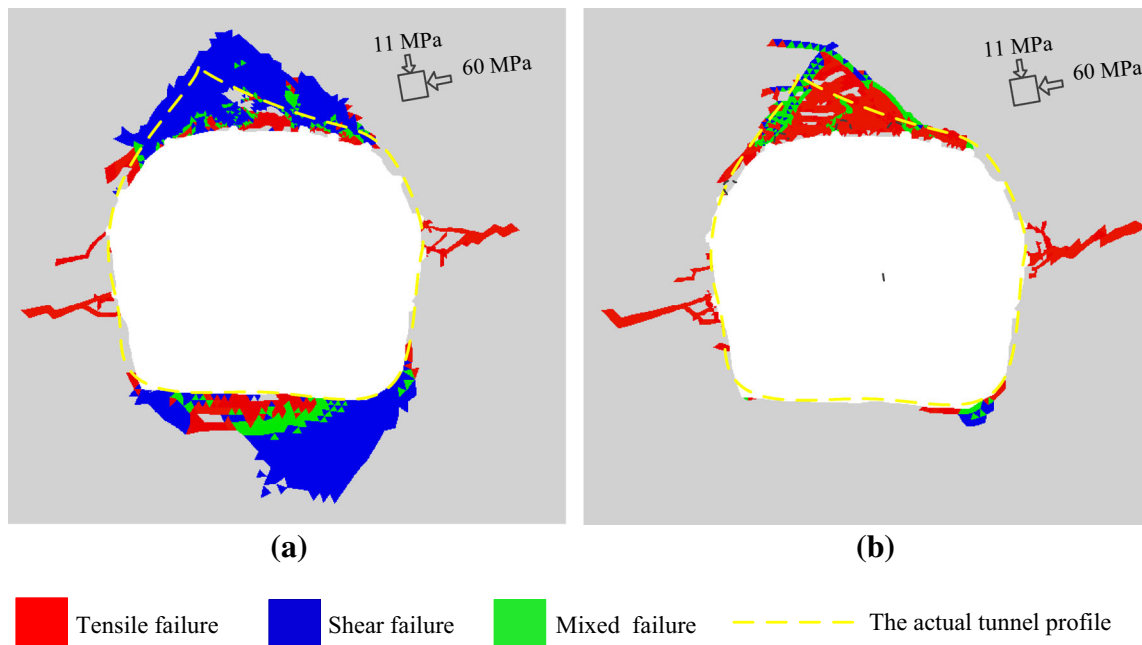 11 MPa
60 MPa
11 MPa
60 MPa
(a)
(b)
Tensile failure
Shear failure
Mixed failure
The actual tunnel profile